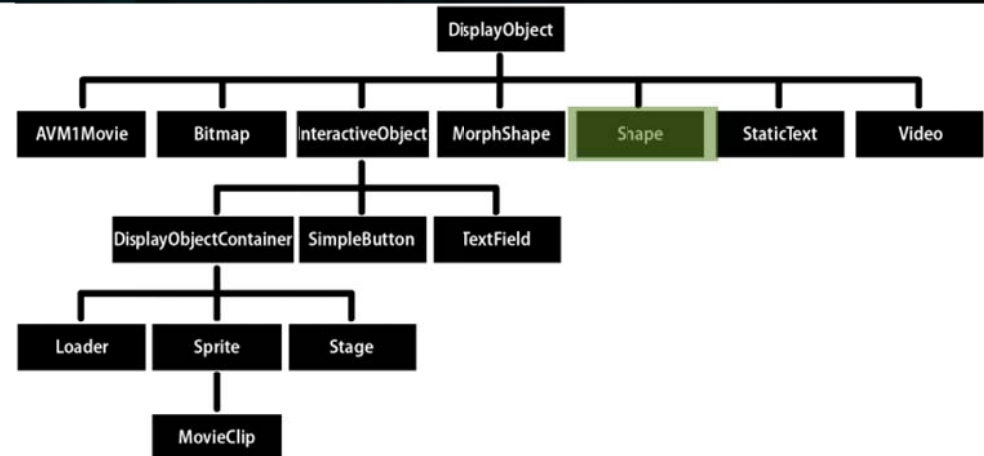 DisplayObject
AVM1Movie
Bitmap
InteractiveObject
MorphShape
Shape
StaticText
Video
DisplayObjectContainer
SimpleButton
TextField
Loader
Sprite
Stage
MovieClip